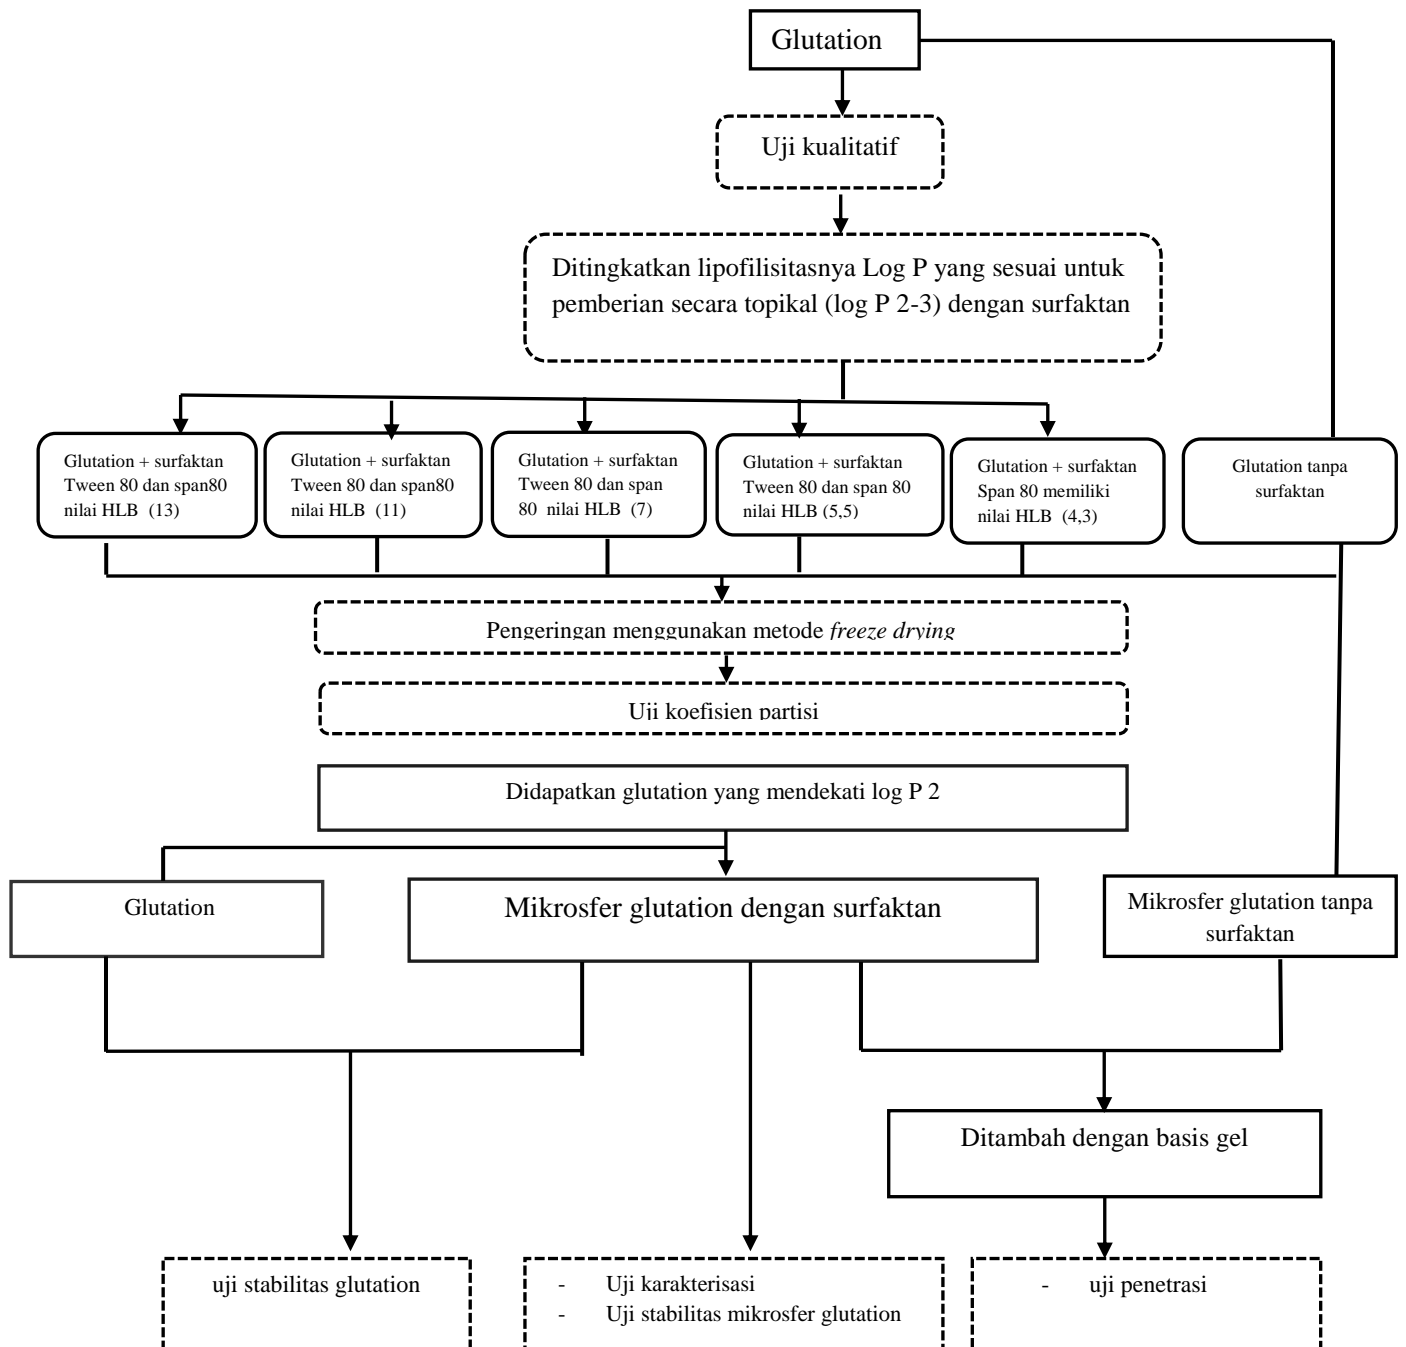 Glutation
Uji kualitatif
Ditingkatkan lipofilisitasnya Log P yang sesuai untuk
pemberian secara topikal (log P 2-3) dengan surfaktan
Glutation + surfaktan
Tween 80 dan span80
nilai HLB (13)
Glutation + surfaktan
Tween 80 dan span80
nilai HLB (11)
Glutation + surfaktan
Tween 80 dan span
80 nilai HLB (7)
Glutation + surfaktan
Tween 80 dan span 80
nilai HLB (5,5)
Glutation + surfaktan
Span 80 memiliki
nilai HLB (4,3)
Glutation tanpa
surfaktan
Pengeringan menggunakan metode freeze drying
Uji koefisien partisi
Didapatkan glutation yang mendekati log P 2
Glutation
Mikrosfer glutation dengan surfaktan
Mikrosfer glutation tanpa
surfaktan
Ditambah dengan basis gel
uji stabilitas glutation
- Uji karakterisasi
- Uji stabilitas mikrosfer glutation
- uji penetrasi